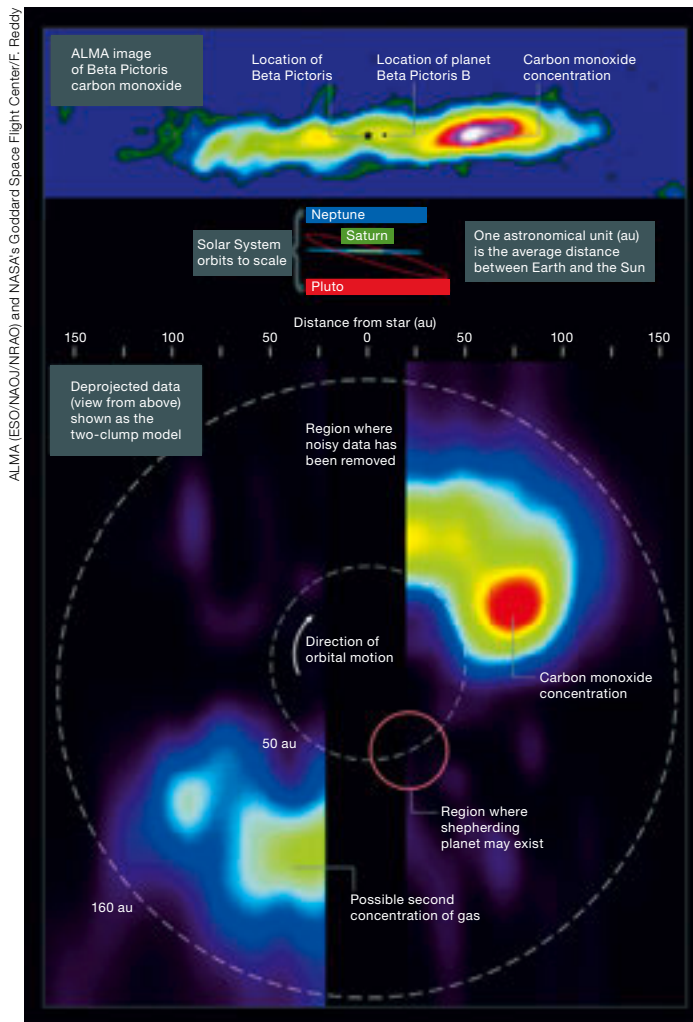 ALMA (ESO/NAOJ/NRAO) and NASA's Goddard Space Flight Center/F. Reddy
ALMA image
of Beta Pictoris
carbon monoxide
Location of
Beta Pictoris
Location of planet
Beta Pictoris B
Carbon monoxide
concentration
Neptune
Saturn
Pluto
Solar System
orbits to scale
One astronomical unit (au)
is the average distance
between Earth and the Sun
Distance from star (au)
150 100 50 0 50 100 150
Deprojected data
(view from above)
shown as the
two-clump model
Region where
noisy data has
been removed
Direction of
orbital motion
Carbon monoxide
concentration
50 au
Region where
shepherding
planet may exist
Possible second
concentration of gas
160 au